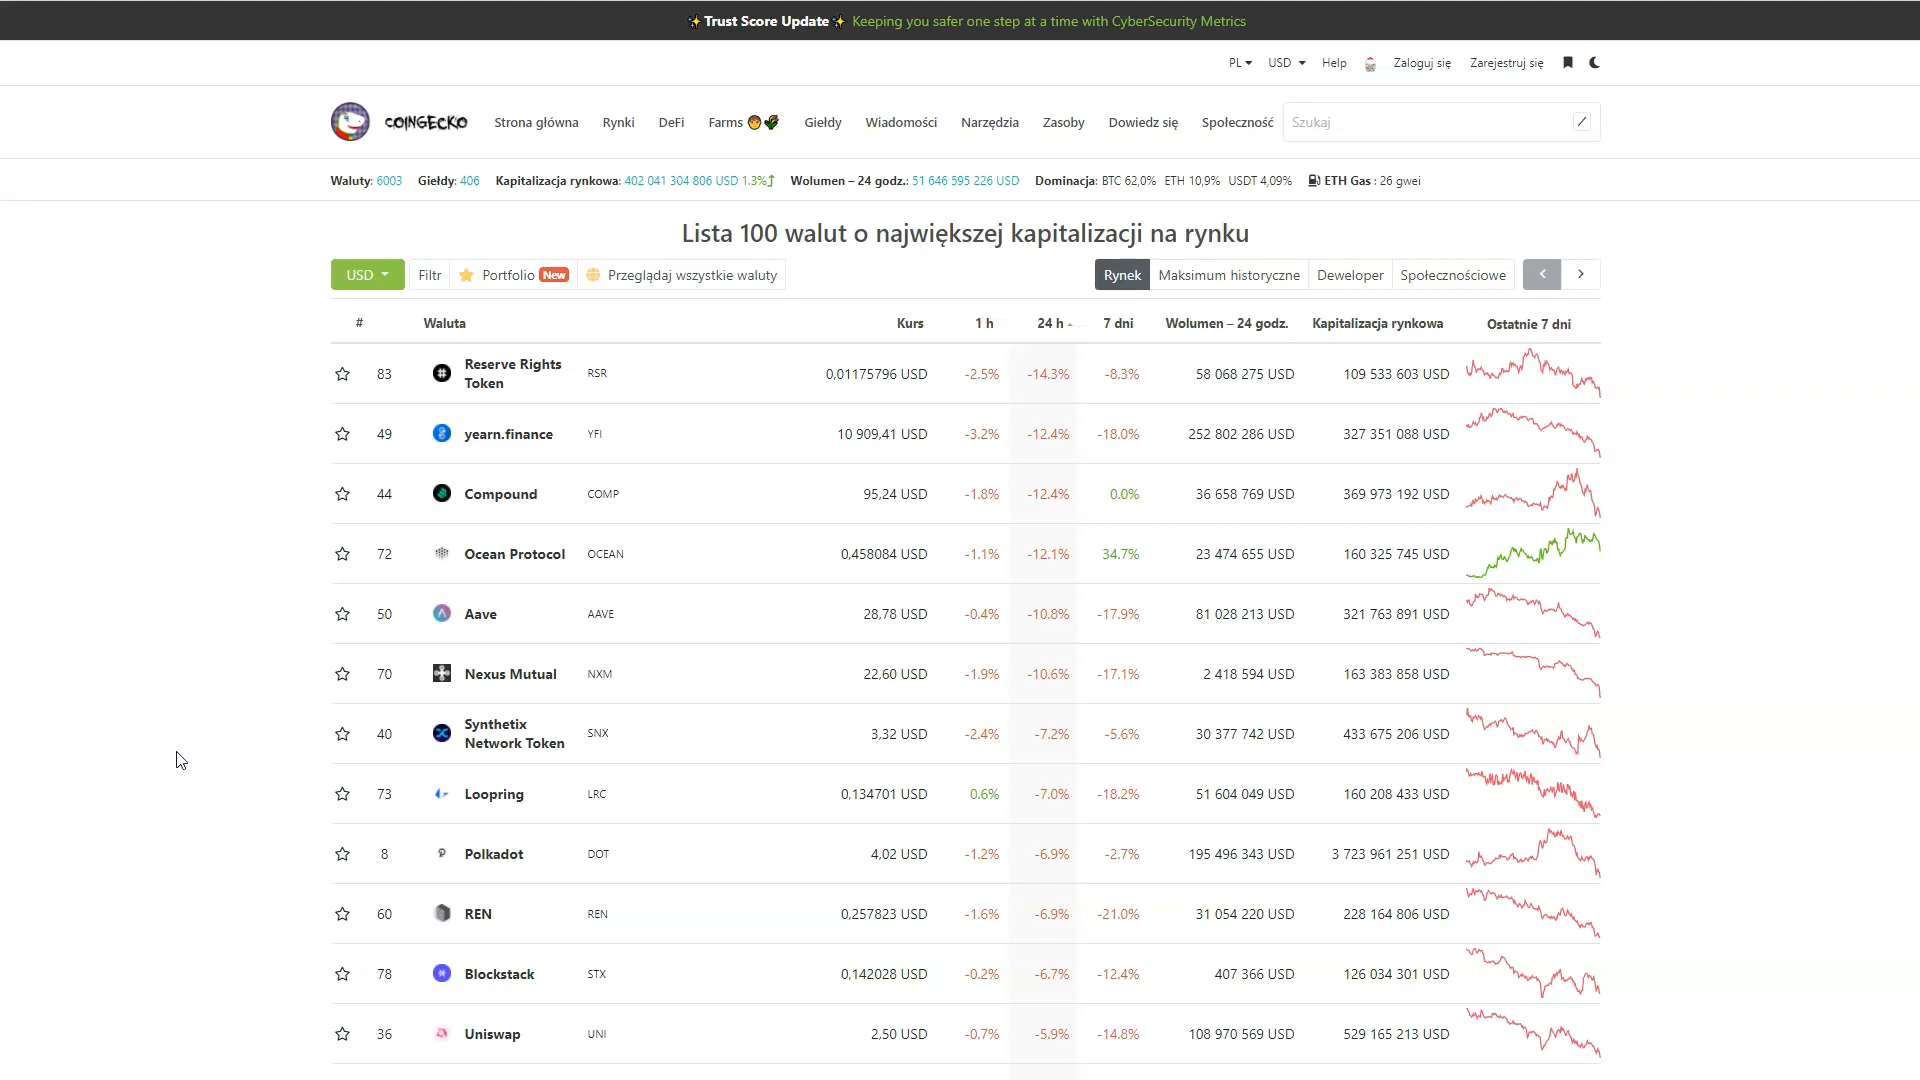 ✨Trust Score Update✨ Keeping you safer one step at a time with CyberSecurity Metrics
PL USD Help Zaloguj się Zarejestruj się
COINGECKO Strona główna Rynki DeFi Farms Giełdy Wiadomości Narzędzia Zasoby Dowiedz się Społeczność Szukaj /
Waluty: 6003 Giełdy: 406 Kapitalizacja rynkowa: 402 041 304 806 USD 1.3% Wolumen – 24 godz.: 51 646 595 226 USD Dominacja: BTC 62,0% ETH 10,9% USDT 4,09% ETH Gas : 26 gwei
Lista 100 walut o największej kapitalizacji na rynku
USD Filtr Portfolio New Przeglądaj wszystkie waluty Rynek Maksimum historyczne Deweloper Społecznościowe < >
# Waluta Kurs 1 h 24 h 7 dni Wolumen – 24 godz. Kapitalizacja rynkowa Ostatnie 7 dni
83 Reserve Rights Token RSR 0,01175796 USD -2.5% -14.3% -8.3% 58 068 275 USD 109 533 603 USD
49 yearn.finance YFI 10 909,41 USD -3.2% -12.4% -18.0% 252 802 286 USD 327 351 088 USD
44 Compound COMP 95,24 USD -1.8% -12.4% 0.0% 36 658 769 USD 369 973 192 USD
72 Ocean Protocol OCEAN 0,458084 USD -1.1% -12.1% 34.7% 23 474 655 USD 160 325 745 USD
50 Aave AAVE 28,78 USD -0.4% -10.8% -17.9% 81 028 213 USD 321 763 891 USD
70 Nexus Mutual NXM 22,60 USD -1.9% -10.6% -17.1% 2 418 594 USD 163 383 858 USD
40 Synthetix Network Token SNX 3,32 USD -2.4% -7.2% -5.6% 30 377 742 USD 433 675 206 USD
73 Loopring LRC 0,134701 USD 0.6% -7.0% -18.2% 51 604 049 USD 160 208 433 USD
8 Polkadot DOT 4,02 USD -1.2% -6.9% -2.7% 195 496 343 USD 3 723 961 251 USD
60 REN REN 0,257823 USD -1.6% -6.9% -21.0% 31 054 220 USD 228 164 806 USD
78 Blockstack STX 0,142028 USD -0.2% -6.7% -12.4% 407 366 USD 126 034 301 USD
36 Uniswap UNI 2,50 USD -0.7% -5.9% -14.8% 108 970 569 USD 529 165 213 USD